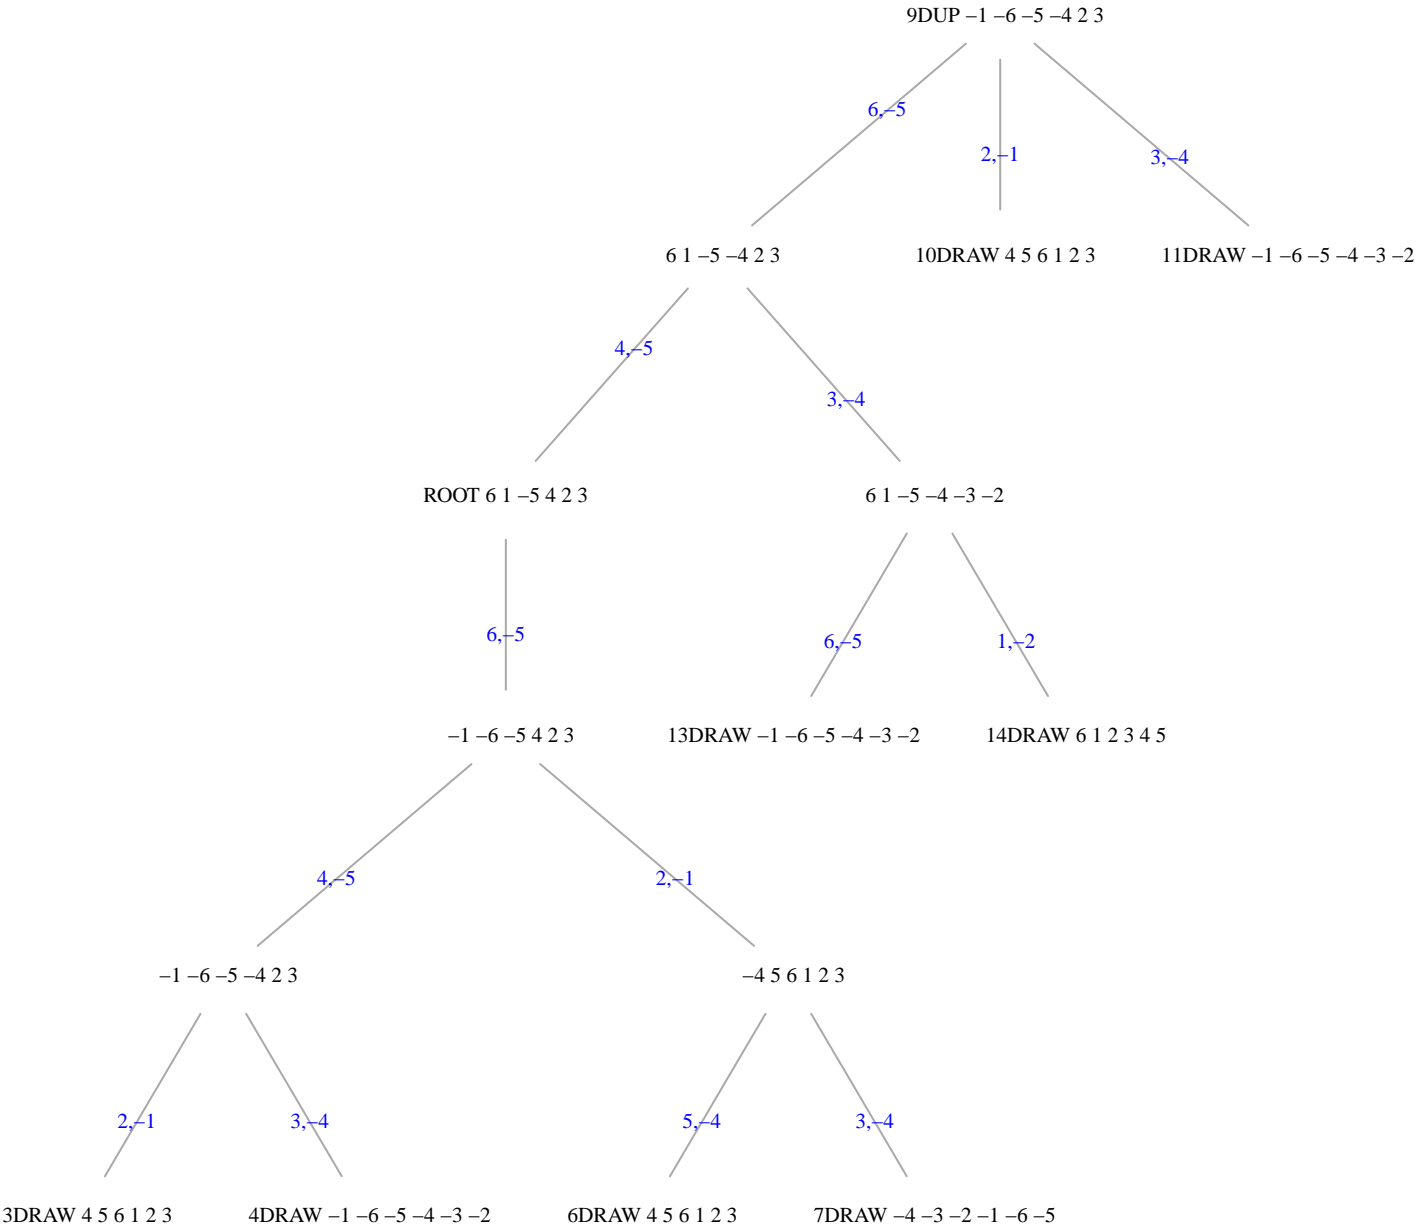 9DUP –1 –6 –5 –4 2 3
6,–5
2,–1
3,–4
6 1 –5 –4 2 3
10DRAW 4 5 6 1 2 3
11DRAW –1 –6 –5 –4 –3 –2
4,–5
3,–4
ROOT 6 1 –5 4 2 3
6 1 –5 –4 –3 –2
6,–5
6,–5
1,–2
–1 –6 –5 4 2 3
13DRAW –1 –6 –5 –4 –3 –2
14DRAW 6 1 2 3 4 5
4,–5
2,–1
–1 –6 –5 –4 2 3
–4 5 6 1 2 3
2,–1
3,–4
5,–4
3,–4
3DRAW 4 5 6 1 2 3
4DRAW –1 –6 –5 –4 –3 –2
6DRAW 4 5 6 1 2 3
7DRAW –4 –3 –2 –1 –6 –5